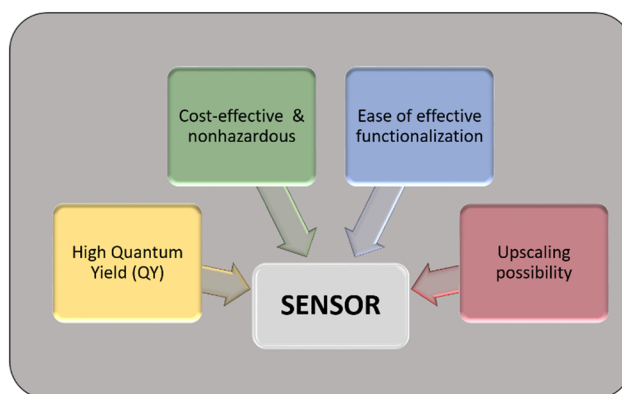 Cost-effective &
nonhazardous
Ease of effective
functionalization
High Quantum
Yield (QY)
Upscaling
possibility
SENSOR